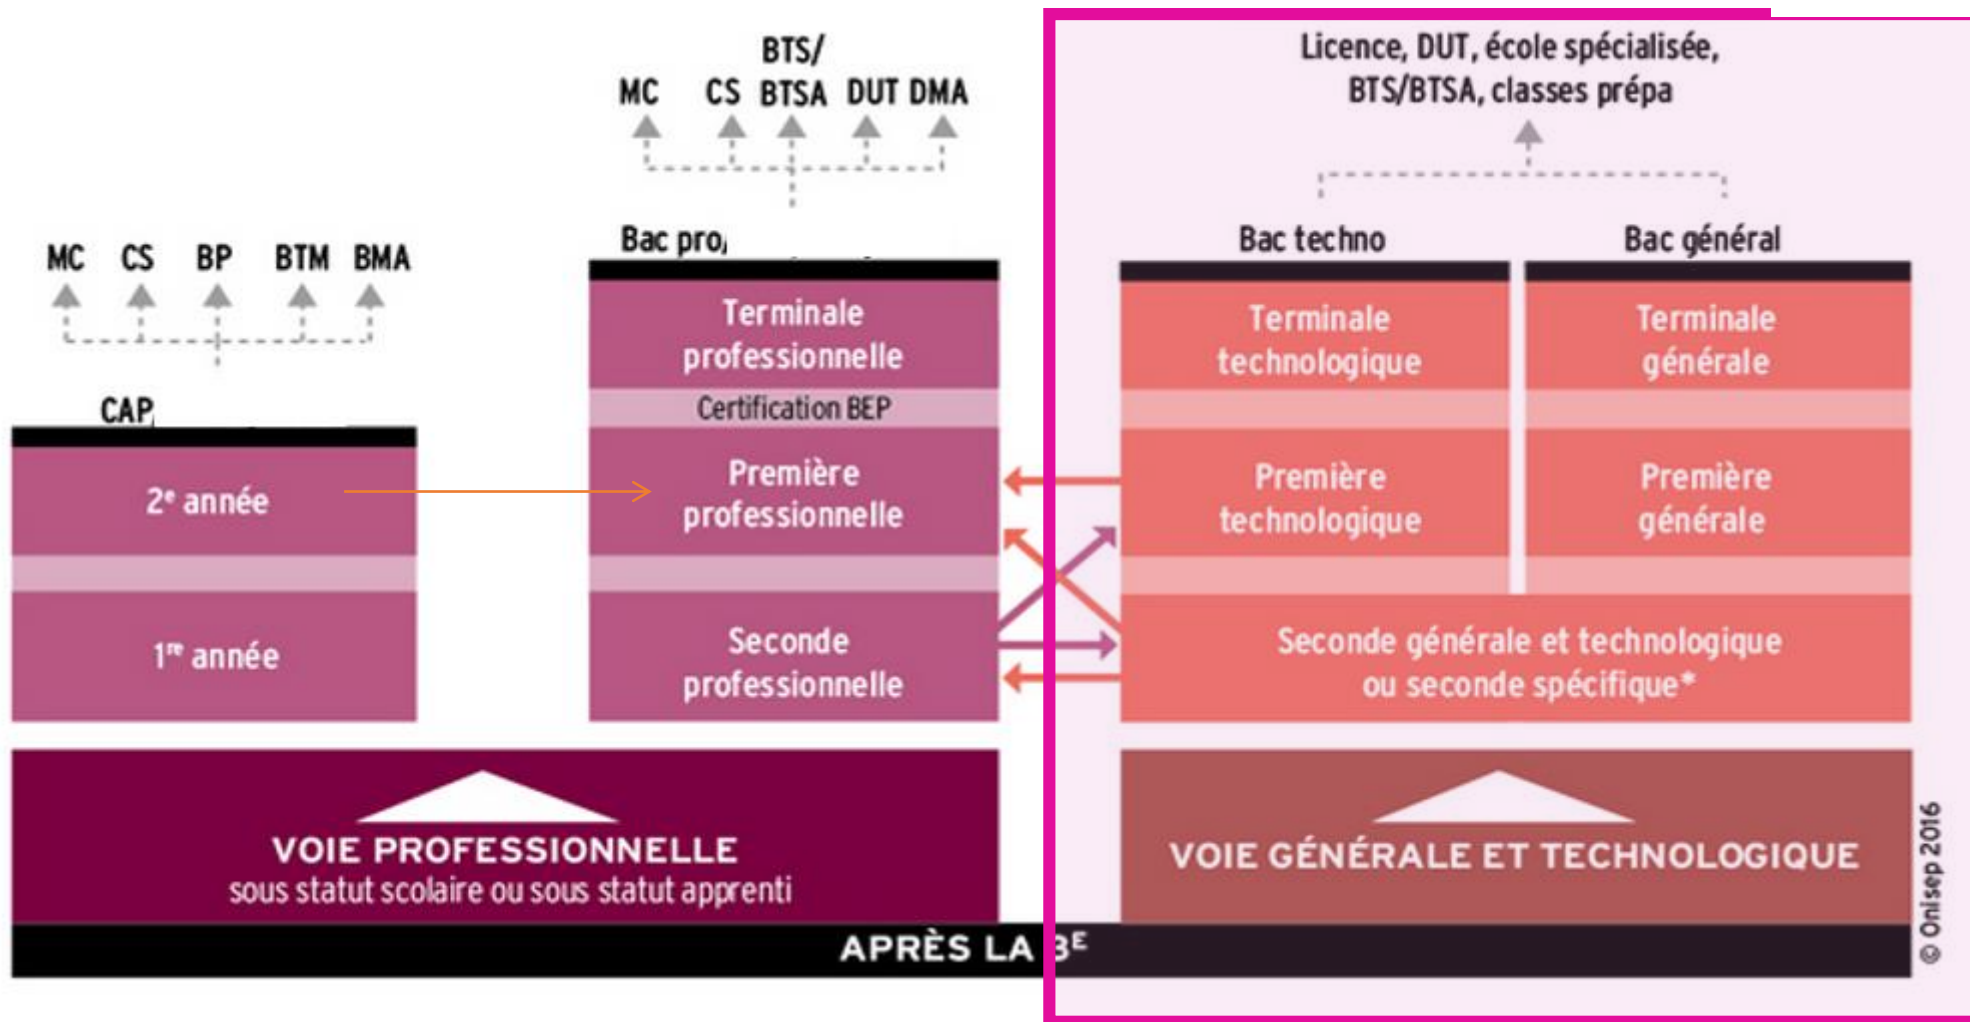 BTS/
MC CS BTSA DUT DMA
Bac pro,
MC CS BP BTM BMA
CAP,
2e année
1re année
Terminale
professionnelle
Certification BEP
Première
professionnelle
Seconde
professionnelle
VOIE PROFESSIONNELLE
sous statut scolaire ou sous statut apprenti
Licence, DUT, école spécialisée,
BTS/BTSA, classes prépa
Bac techno
Bac général
Terminale
technologique
Terminale
générale
Première
technologique
Première
générale
Seconde générale et technologique
ou seconde spécifique*
VOIE GÉNÉRALE ET TECHNOLOGIQUE
APRÈS LA 3E
© Onisep 2016